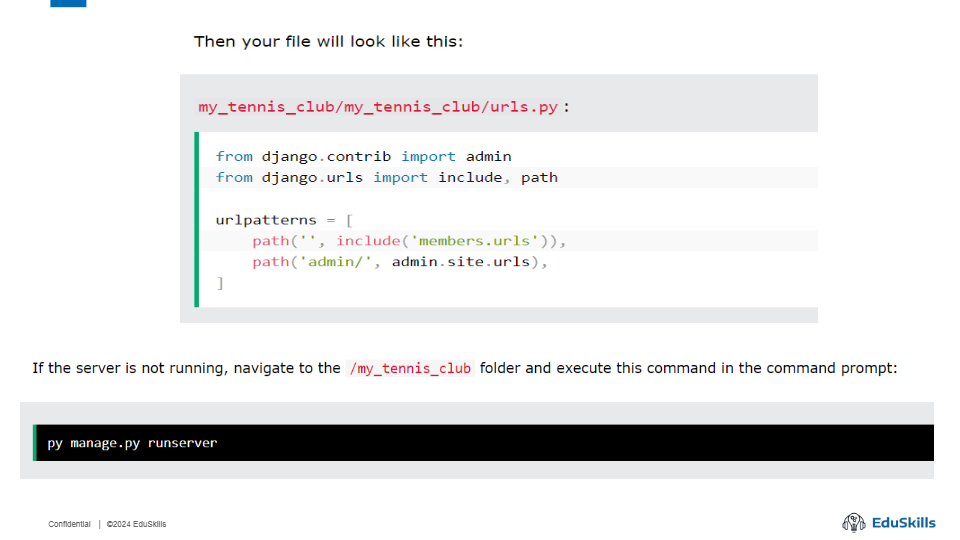 Then your file will look like this:
my_tennis_club/my_tennis_club/urls.py:
from django.contrib import admin
from django.urls import include, path
urlpatterns = [
    path('', include('members.urls')),
    path('admin/', admin.site.urls),
]
If the server is not running, navigate to the /my_tennis_club folder and execute this command in the command prompt:
py manage.py runserver
Confidential | ©2024 EduSkills
EduSkills